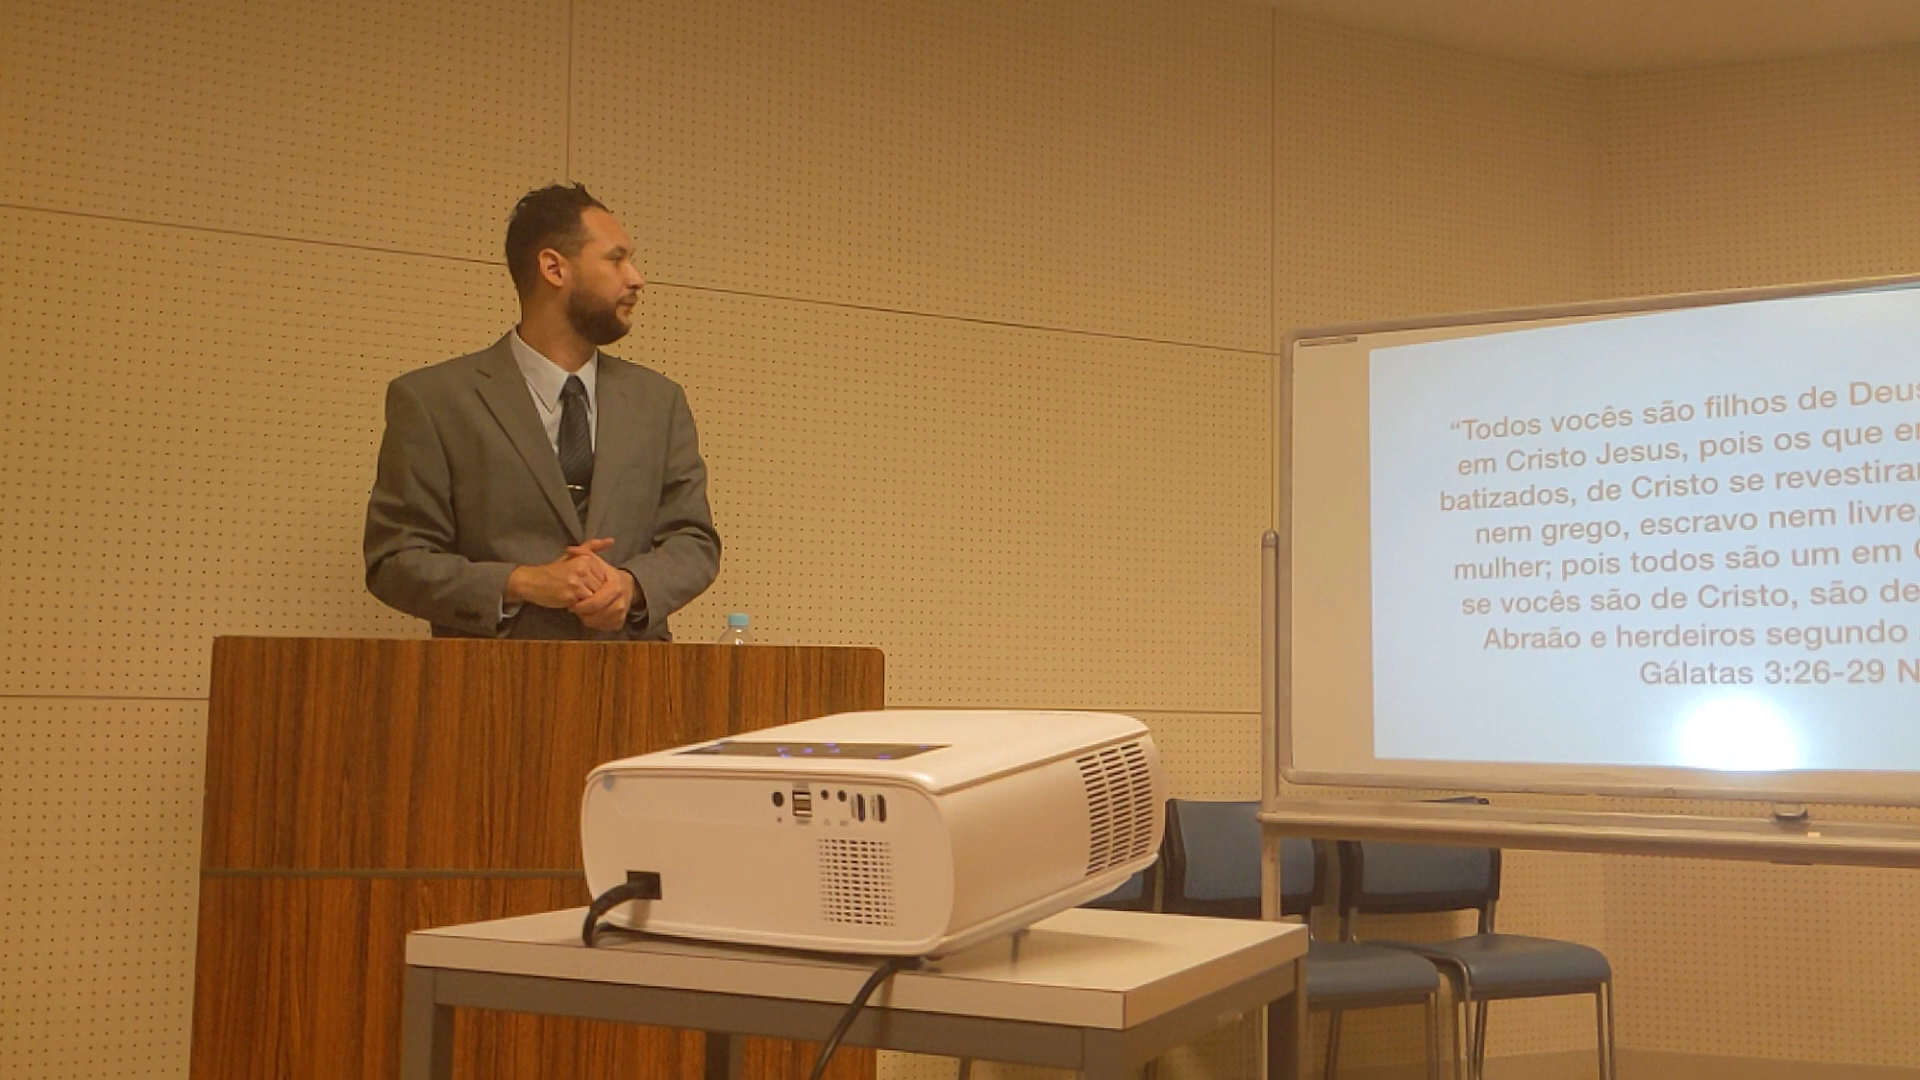 “Todos vocês são filhos de Deus
em Cristo Jesus, pois os que e
batizados, de Cristo se revestira
nem grego, escravo nem livre,
mulher; pois todos são um em C
se vocês são de Cristo, são de
Abraão e herdeiros segundo
Gálatas 3:26-29 N